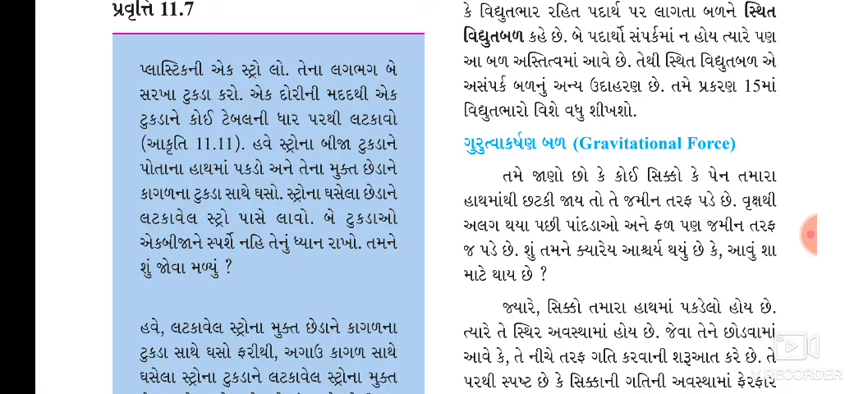 પ્રવૃત્તિ 11.7
પ્લાસ્ટિકની એક સ્ટ્રો લો. તેના લગભગ બે
સરખા ટુકડા કરો. એક દોરીની મદદથી એક
ટુકડાને કોઈ ટેબલની ધાર પરથી લટકાવો
(આકૃતિ 11.11). હવે સ્ટ્રોના બીજા ટુકડાને
પોતાના હાથમાં પકડો અને તેના મુક્ત છેડાને
કાગળના ટુકડા સાથે ઘસો. સ્ટ્રોના ઘસેલા છેડાને
લટકાવેલ સ્ટ્રો પાસે લાવો. બે ટુકડાઓ
એકબીજાને સ્પર્શે નહિ તેનું ધ્યાન રાખો. તમને
શું જોવા મળ્યું ?
હવે, લટકાવેલ સ્ટ્રોના મુક્ત છેડાને કાગળના
ટુકડા સાથે ઘસો ફરીથી, અગાઉ કાગળ સાથે
ઘસેલા સ્ટ્રોના ટુકડાને લટકાવેલ સ્ટ્રોના મુક્ત
કે વિદ્યુતભાર રહિત પદાર્થ પર લાગતા બળને સ્થિત
વિદ્યુતબળ કહે છે. બે પદાર્થો સંપર્કમાં ન હોય ત્યારે પણ
આ બળ અસ્તિત્વમાં આવે છે. તેથી સ્થિત વિદ્યુતબળ એ
અસંપર્ક બળનું અન્ય ઉદાહરણ છે. તમે પ્રકરણ 15માં
વિદ્યુતભારો વિશે વધુ શીખશો.
ગુરુત્વાકર્ષણ બળ (Gravitational Force)
તમે જાણો છો કે કોઈ સિક્કો કે પેન તમારા
હાથમાંથી છટકી જાય તો તે જમીન તરફ પડે છે. વૃક્ષથી
અલગ થયા પછી પાંદડાઓ અને ફળ પણ જમીન તરફ
જ પડે છે. શું તમને ક્યારેય આશ્ચર્ય થયું છે કે, આવું શા
માટે થાય છે ?
જ્યારે, સિક્કો તમારા હાથમાં પકડેલો હોય છે.
ત્યારે તે સ્થિર અવસ્થામાં હોય છે. જેવા તેને છોડવામાં
આવે કે, તે નીચે તરફ ગતિ કરવાની શરૂઆત કરે છે. તે
પરથી સ્પષ્ટ છે કે સિક્કાની ગતિની અવસ્થામાં ફેરફાર
V RECORDER